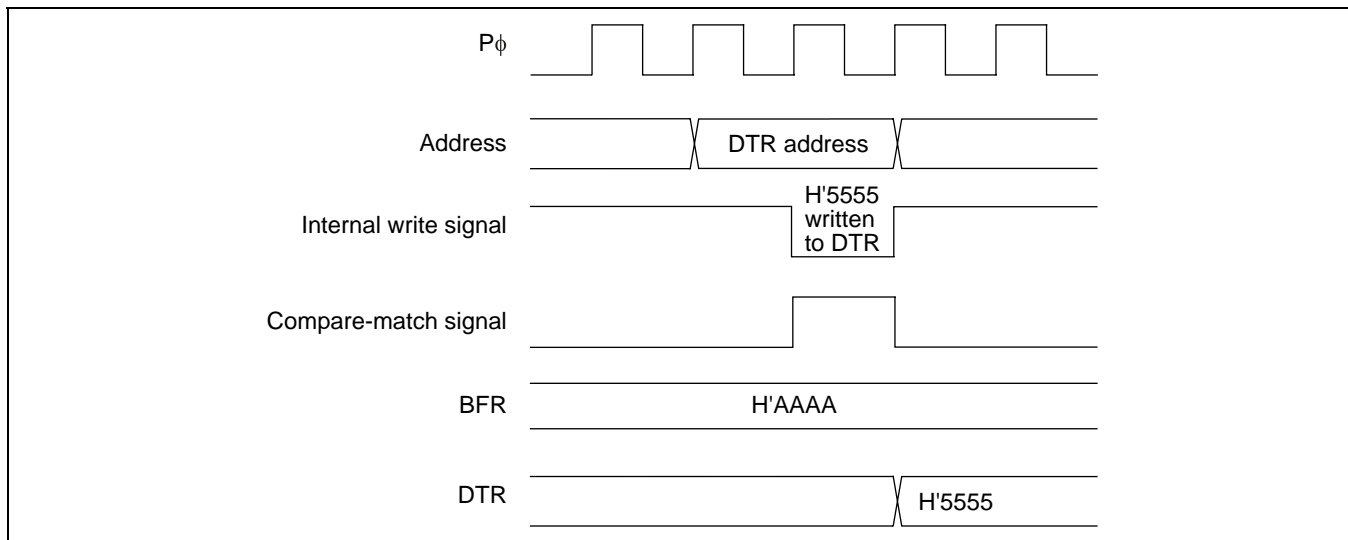 Pϕ
Address
DTR address
Internal write signal
H'5555
written
to DTR
Compare-match signal
BFR
H'AAAA
DTR
H'5555